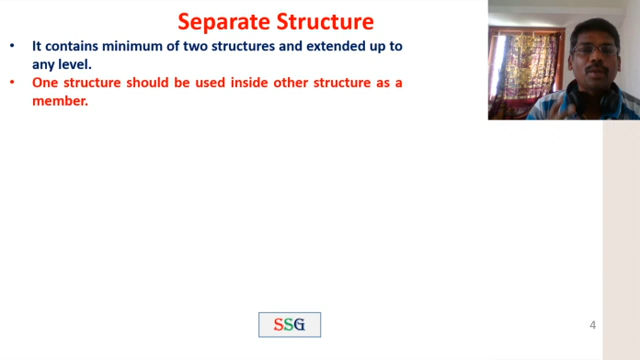 Separate Structure
• It contains minimum of two structures and extended up to
any level.
• One structure should be used inside other structure as a
member.
SSG
4